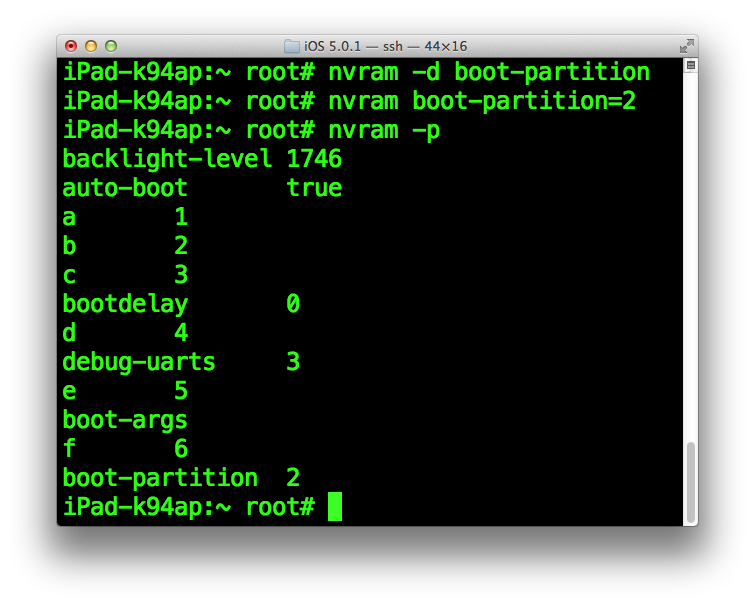 iOS 5.0.1 — ssh — 44×16
iPad-k94ap:~ root# nvram -d boot-partition
iPad-k94ap:~ root# nvram boot-partition=2
iPad-k94ap:~ root# nvram -p
backlight-level 1746
auto-boot       true
a       1
b       2
c       3
bootdelay       0
d       4
debug-uarts     3
e       5
boot-args
f       6
boot-partition  2
iPad-k94ap:~ root#